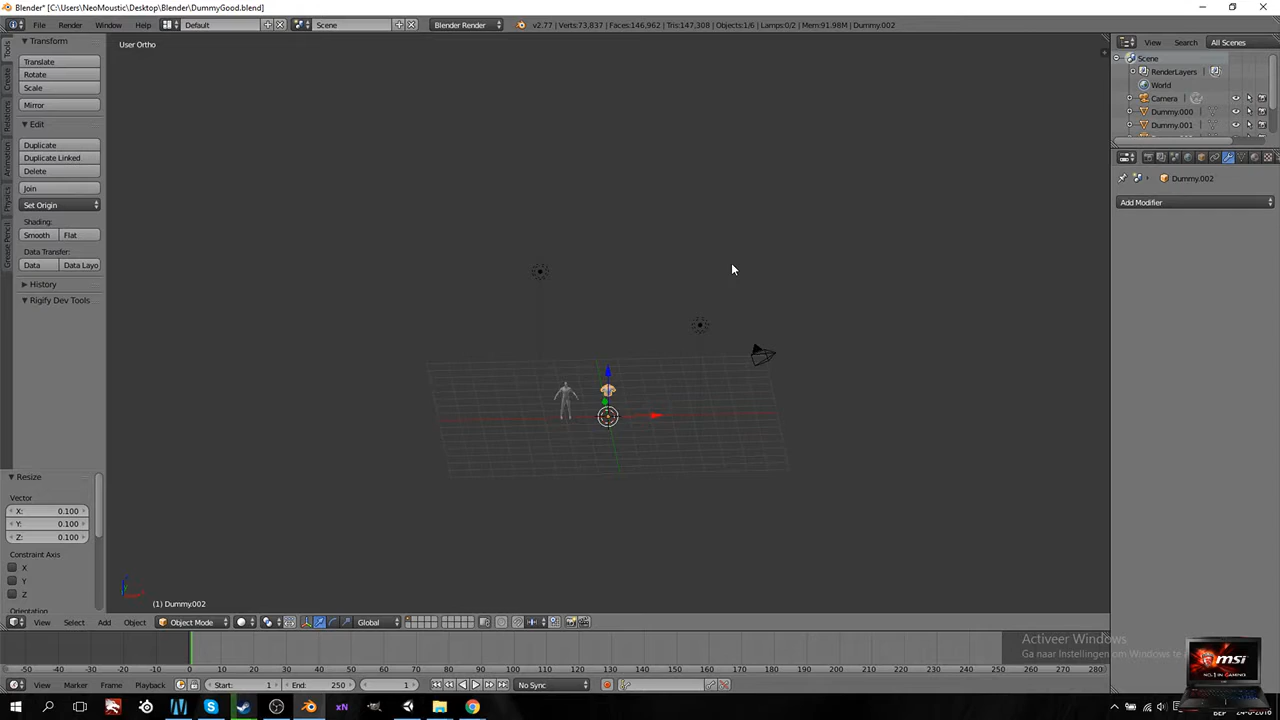 Blender* [C:\Users\NeoMoustic\Desktop\Blender\DummyGood.blend]
File Render Window Help Default Scene Blender Render v2.77 | Verts:73,837 | Faces:146,962 | Tris:147,308 | Objects:1/6 | Lamps:0/2 | Mem:91.98M | Dummy.002
View Search All Scenes
Transform
User Ortho
Scene
Translate
RenderLayers
Rotate
World
Scale
Camera
Mirror
Dummy.000
Edit
Dummy.001
Duplicate
Duplicate Linked
Delete
Dummy.002
Join
Add Modifier
Set Origin
Shading:
Smooth Flat
Data Transfer:
Data Data Layo
History
Rigify Dev Tools
Tools
Create
Relations
Animation
Physics
Grease Pencil
Resize
Vector
X: 0.100
Y: 0.100
Z: 0.100
Constraint Axis
X
Y
Z
Orientation
(1) Dummy.002
View Select Add Object Object Mode Global
Activeer Windows
Ga naar Instellingen om Windows te
-50 -40 -30 -20 -10 0 10 20 30 40 50 60 70 80 90 100 110 120 130 140 150 160 170 180 190 200 210 220 230 240 250 260 270 280
View Marker Frame Playback Start: 1 End: 250 1 No Sync
msi
NO.1 IN GAMING
xN